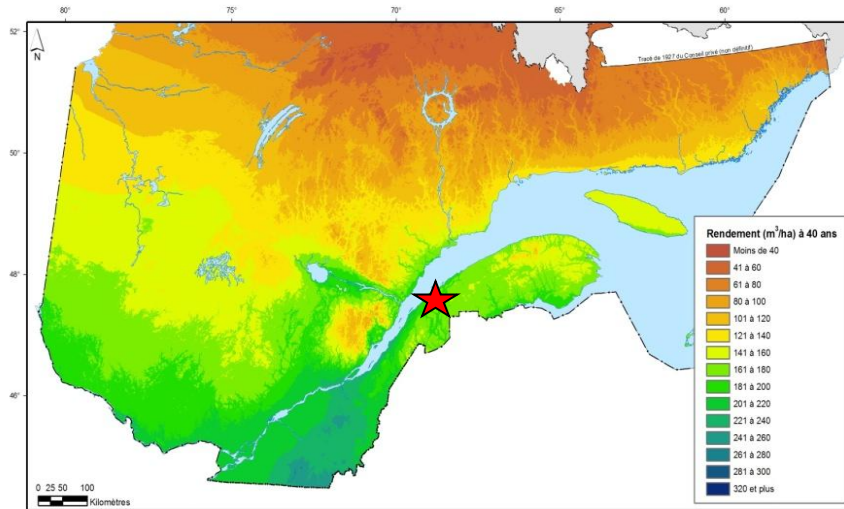 80°
75°
70°
65°
60°
52°
N
Tracé de 1927 du Conseil privé (non définitif)
50°
48°
46°
Rendement (m³/ha) à 40 ans
Moins de 40
41 à 60
61 à 80
80 à 100
101 à 120
121 à 140
141 à 160
161 à 180
181 à 200
201 à 220
221 à 240
241 à 260
261 à 280
281 à 300
320 et plus
0 25 50 100
Kilomètres